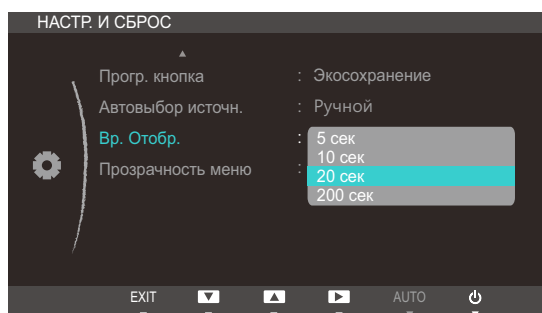 НАСТР. И СБРОС
Прогр. кнопка : Экосохранение
Автовыбор источн. : Ручной
Вр. Отобр. : 5 сек
10 сек
Прозрачность меню : 20 сек
200 сек
EXIT AUTO